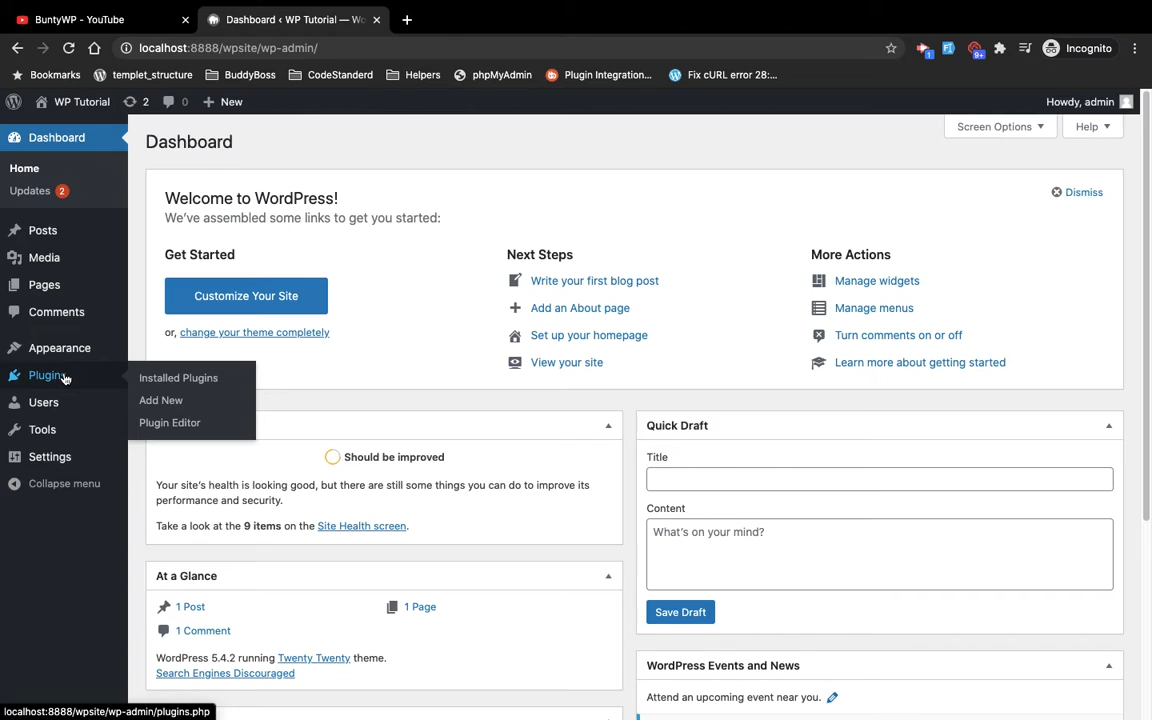 BuntyWP - YouTube
Dashboard ‹ WP Tutorial — Wo
localhost:8888/wpsite/wp-admin/
1
9+
Incognito
Bookmarks
templet_structure
BuddyBoss
CodeStanderd
Helpers
phpMyAdmin
Plugin Integration...
Fix cURL error 28:...
WP Tutorial
2
0
New
Howdy, admin
Dashboard
Home
Updates 2
Posts
Media
Pages
Comments
Appearance
Plugins
Users
Tools
Settings
Collapse menu
Installed Plugins
Add New
Plugin Editor
Dashboard
Screen Options
Help
Welcome to WordPress!
We've assembled some links to get you started:
Dismiss
Get Started
Customize Your Site
or, change your theme completely
Next Steps
Write your first blog post
Add an About page
Set up your homepage
View your site
More Actions
Manage widgets
Manage menus
Turn comments on or off
Learn more about getting started
Should be improved
Your site's health is looking good, but there are still some things you can do to improve its
performance and security.
Take a look at the 9 items on the Site Health screen.
At a Glance
1 Post
1 Page
1 Comment
WordPress 5.4.2 running Twenty Twenty theme.
Search Engines Discouraged
Quick Draft
Title
Content
What's on your mind?
Save Draft
WordPress Events and News
Attend an upcoming event near you.
localhost:8888/wpsite/wp-admin/plugins.php